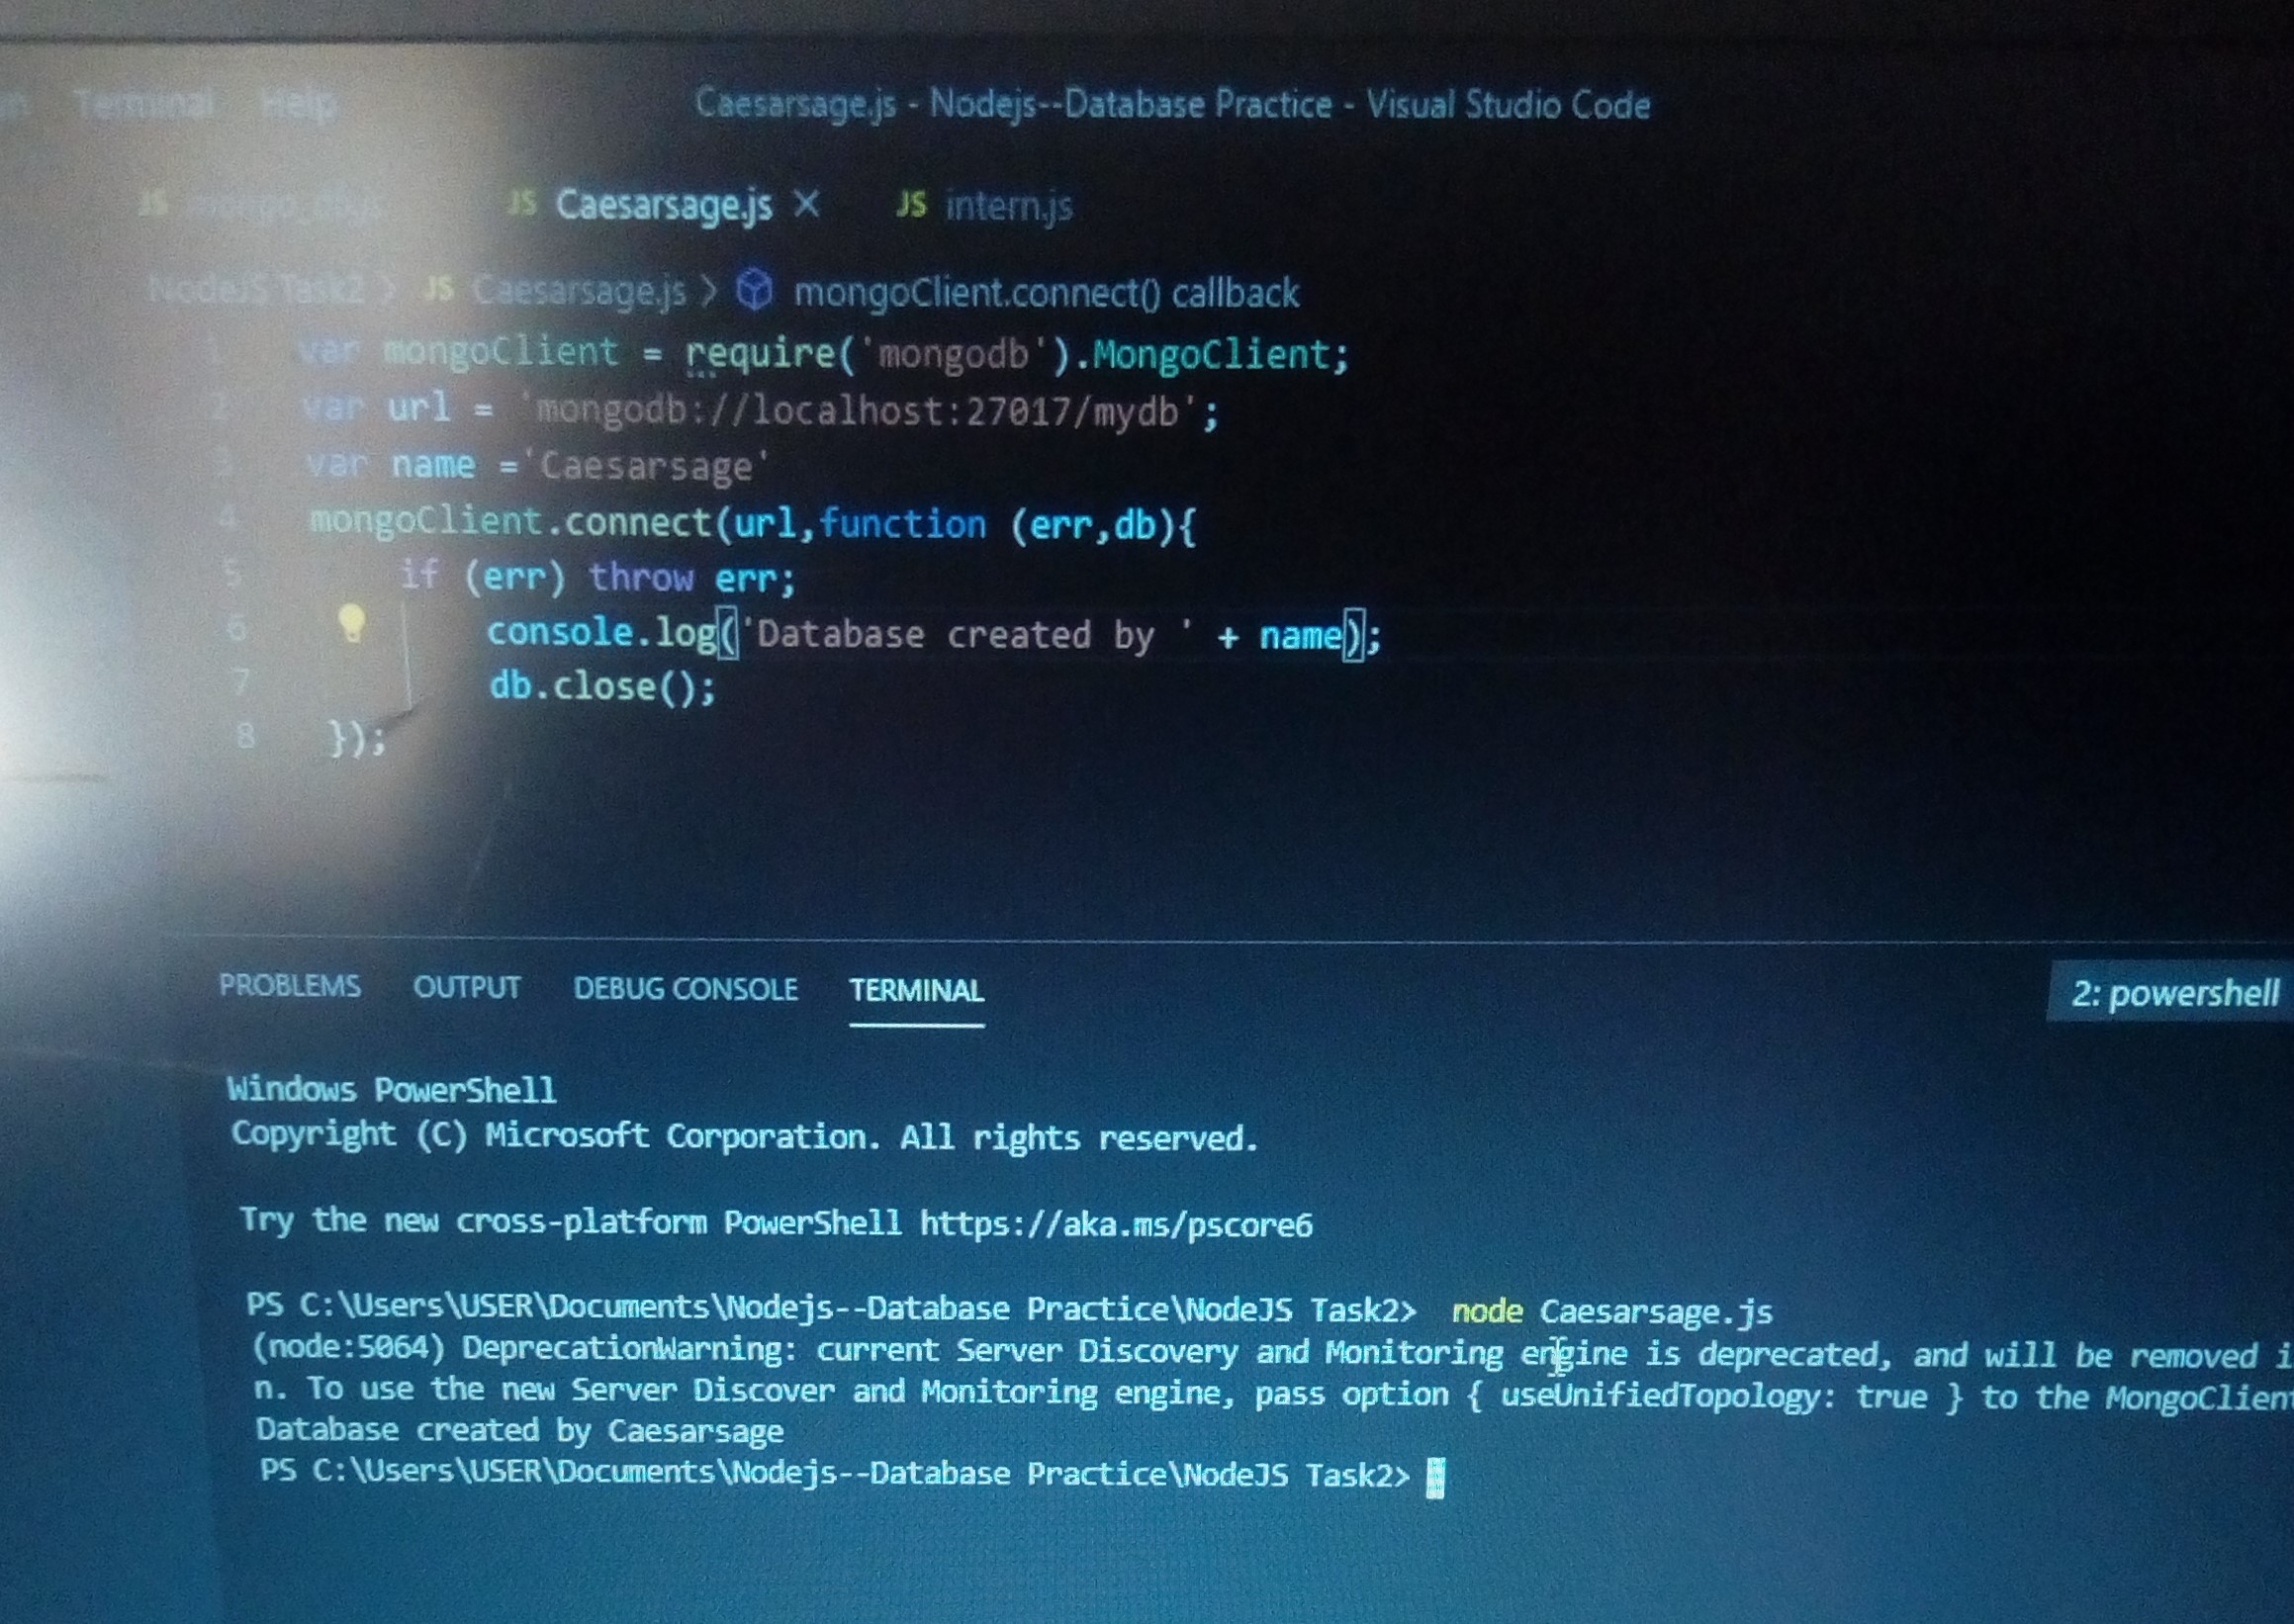 Terminal Help
Caesarsage.js - Nodejs--Database Practice - Visual Studio Code
JS
JS Caesarsage.js ×
JS intern.js
NodeJS Task2 > JS Caesarsage.js > mongoClient.connect() callback
1 var mongoClient = require('mongodb').MongoClient;
2 var url = 'mongodb://localhost:27017/mydb';
3 var name ='Caesarsage'
4 mongoClient.connect(url,function (err,db){
5 if (err) throw err;
6 console.log('Database created by ' + name);
7 db.close();
8 });
PROBLEMS OUTPUT DEBUG CONSOLE TERMINAL
2: powershell
Windows PowerShell
Copyright (C) Microsoft Corporation. All rights reserved.
Try the new cross-platform PowerShell https://aka.ms/pscore6
PS C:\Users\USER\Documents\Nodejs--Database Practice\NodeJS Task2> node Caesarsage.js
(node:5064) DeprecationWarning: current Server Discovery and Monitoring engine is deprecated, and will be removed i
n. To use the new Server Discover and Monitoring engine, pass option { useUnifiedTopology: true } to the MongoClien
Database created by Caesarsage
PS C:\Users\USER\Documents\Nodejs--Database Practice\NodeJS Task2>